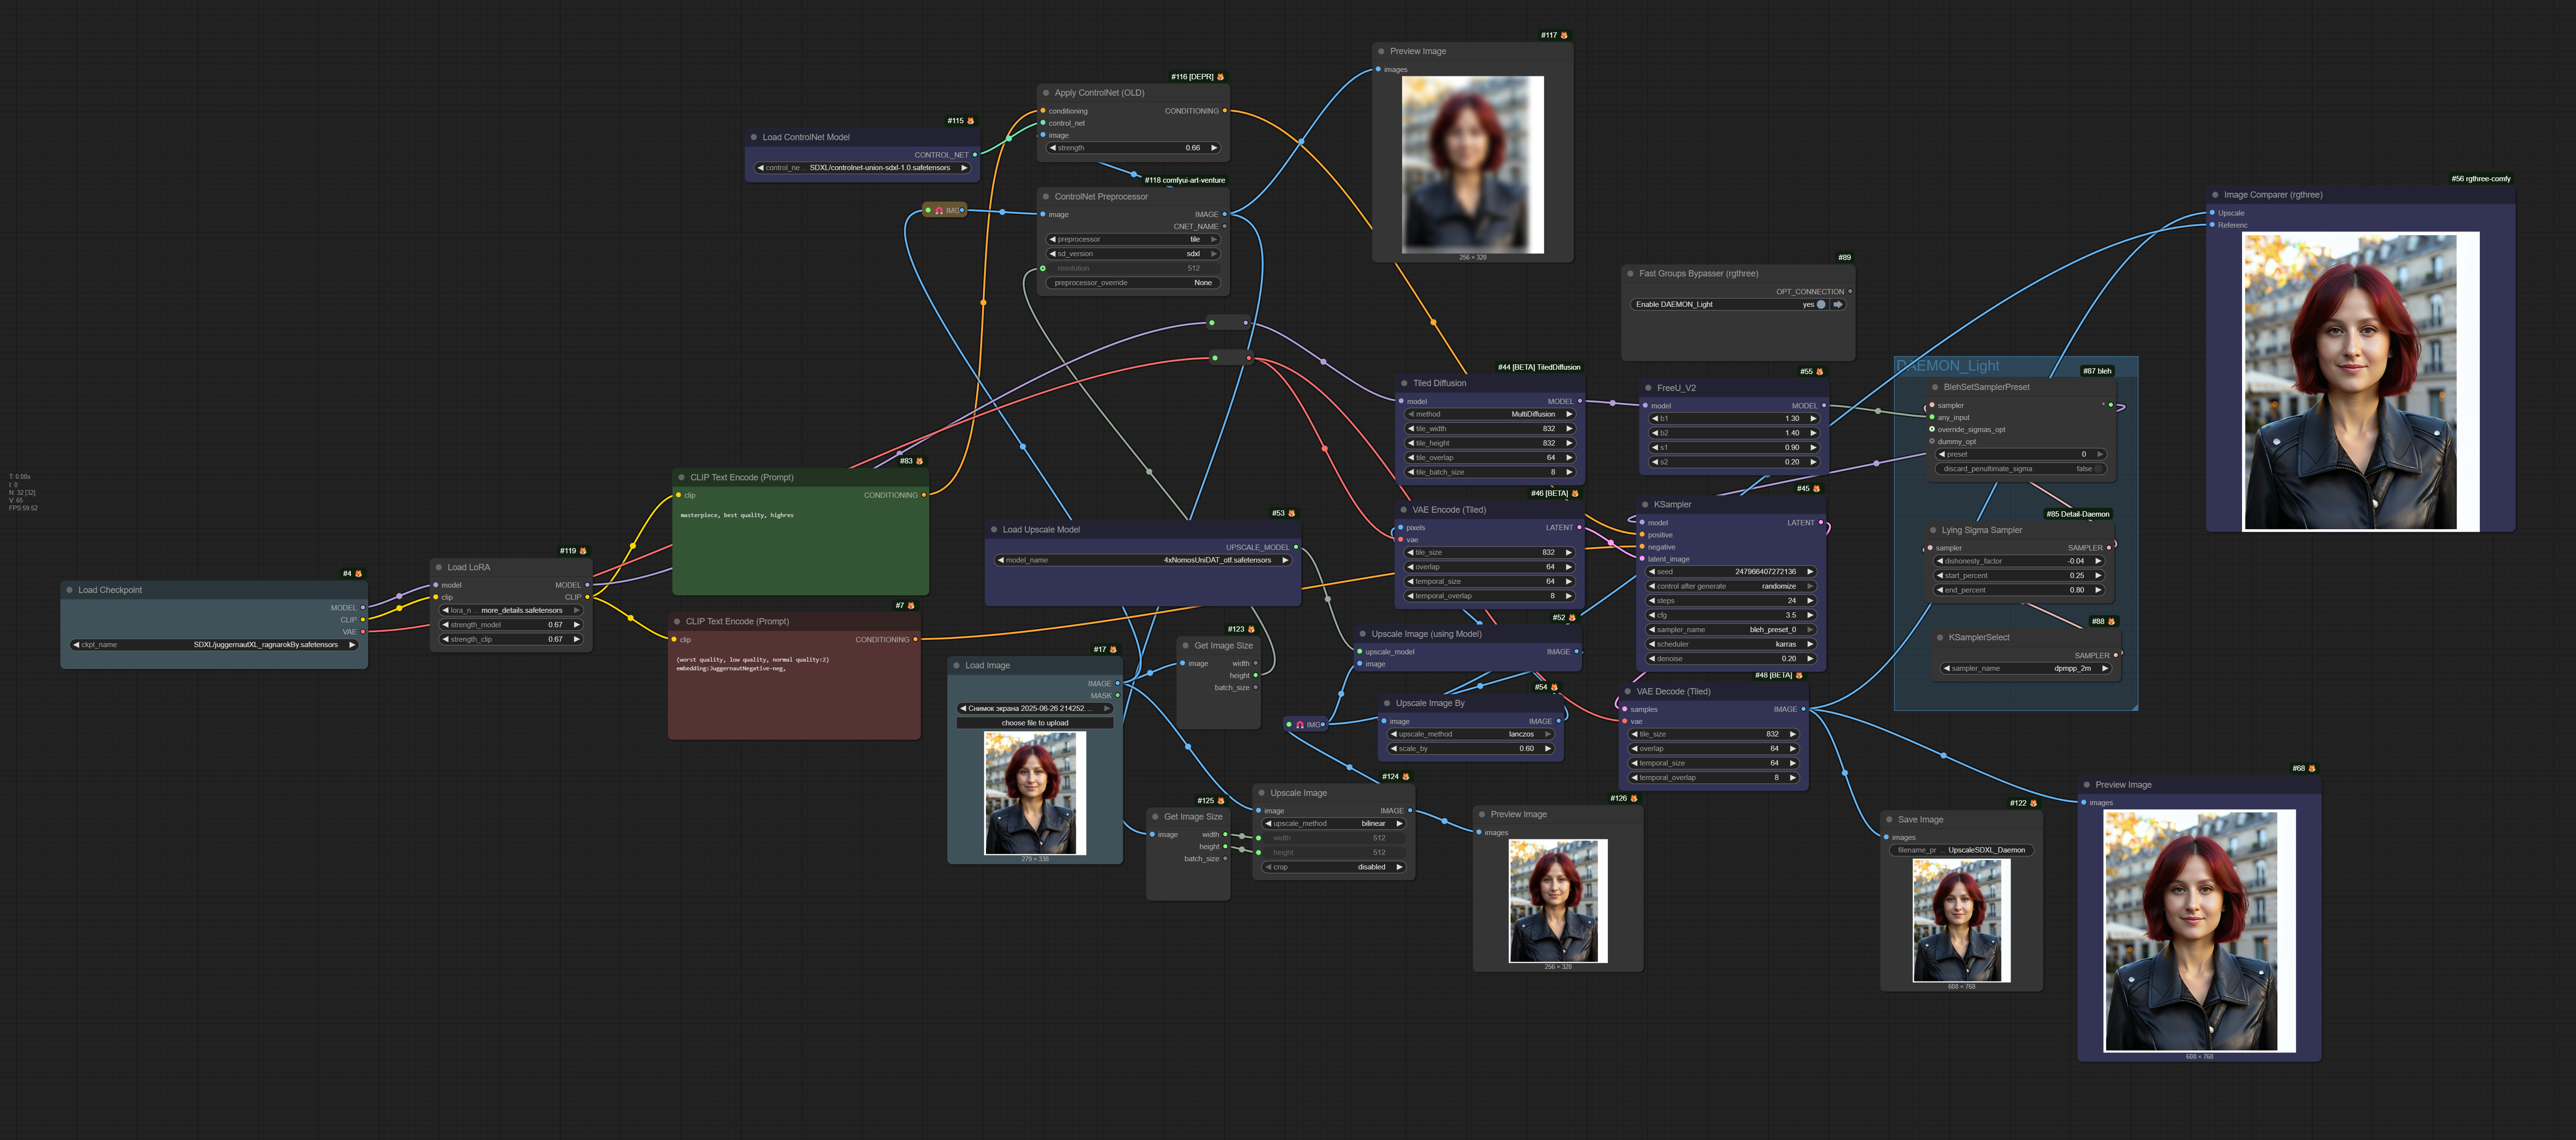 T: 0.00s
I: 0
N: 32 [32]
V: 65
FPS:59.52
#4
Load Checkpoint
MODEL
CLIP
VAE
ckpt_name SDXL/juggernautXL_ragnarokBy.safetensors
#119
Load LoRA
model MODEL
clip CLIP
lora_n ... more_details.safetensors
strength_model 0.67
strength_clip 0.67
#83
CLIP Text Encode (Prompt)
clip CONDITIONING
masterpiece, best quality, highres
#7
CLIP Text Encode (Prompt)
clip CONDITIONING
(worst quality, low quality, normal quality:2)
embedding:JuggernautNegative-neg,
#115
Load ControlNet Model
CONTROL_NET
control_ne ... SDXL/controlnet-union-sdxl-1.0.safetensors
#116 [DEPR]
Apply ControlNet (OLD)
conditioning CONDITIONING
control_net
image
strength 0.66
IMG
#118 comfyui-art-venture
ControlNet Preprocessor
image IMAGE
CNET_NAME
preprocessor tile
sd_version sdxl
resolution 512
preprocessor_override None
#117
Preview Image
images
256 × 320
#53
Load Upscale Model
UPSCALE_MODEL
model_name 4xNomosUniDAT_otf.safetensors
#17
Load Image
IMAGE
MASK
Снимок экрана 2025-06-26 214252. ...
choose file to upload
279 × 338
#123
Get Image Size
image width
height
batch_size
#125
Get Image Size
image width
height
batch_size
#124
Upscale Image
image IMAGE
upscale_method bilinear
width 512
height 512
crop disabled
IMG
#126
Preview Image
images
256 × 320
#44 [BETA] TiledDiffusion
Tiled Diffusion
model MODEL
method MultiDiffusion
tile_width 832
tile_height 832
tile_overlap 64
tile_batch_size 8
#46 [BETA]
VAE Encode (Tiled)
pixels LATENT
vae
tile_size 832
overlap 64
temporal_size 64
temporal_overlap 8
#52
Upscale Image (using Model)
upscale_model IMAGE
image
#54
Upscale Image By
image IMAGE
upscale_method lanczos
scale_by 0.60
#89
Fast Groups Bypasser (rgthree)
OPT_CONNECTION
Enable DAEMON_Light yes
#55
FreeU_V2
model MODEL
b1 1.30
b2 1.40
s1 0.90
s2 0.20
#45
KSampler
model LATENT
positive
negative
latent_image
seed 247966407272136
control after generate randomize
steps 24
cfg 3.5
sampler_name bleh_preset_0
scheduler karras
denoise 0.20
#48 [BETA]
VAE Decode (Tiled)
samples IMAGE
vae
tile_size 832
overlap 64
temporal_size 64
temporal_overlap 8
DAEMON_Light
#87 bleh
BlehSetSamplerPreset
sampler *
any_input
override_sigmas_opt
dummy_opt
preset 0
discard_penultimate_sigma false
#85 Detail-Daemon
Lying Sigma Sampler
sampler SAMPLER
dishonesty_factor -0.04
start_percent 0.25
end_percent 0.80
#88
KSamplerSelect
SAMPLER
sampler_name dpmpp_2m
#56 rgthree-comfy
Image Comparer (rgthree)
Upscale
Referenc
#122
Save Image
images
filename_pr ... UpscaleSDXL_Daemon
608 × 768
#68
Preview Image
images
608 × 768